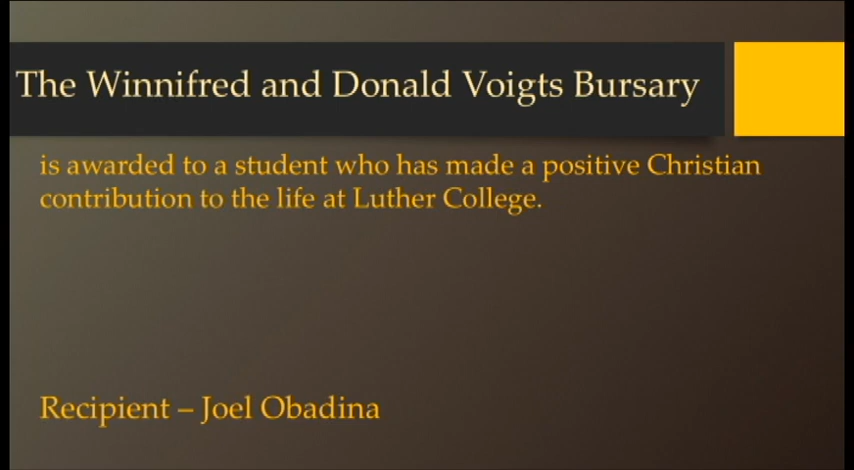 The Winnifred and Donald Voigts Bursary
is awarded to a student who has made a positive Christian
contribution to the life at Luther College.
Recipient – Joel Obadina